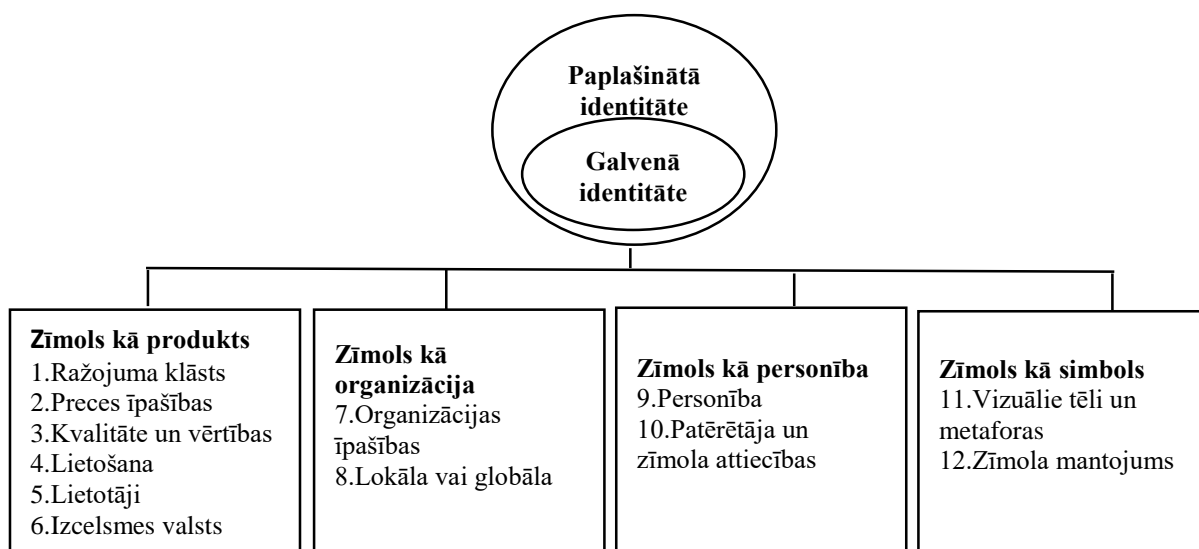 Paplašinātā
identitāte
Galvenā
identitāte
Zīmols kā produkts
1.Ražojuma klāsts
2.Preces īpašības
3.Kvalitāte un vērtības
4.Lietošana
5.Lietotāji
6.Izcelsmes valsts
Zīmols kā
organizācija
7.Organizācijas
īpašības
8.Lokāla vai globāla
Zīmols kā personība
9.Personība
10.Patērētāja un
zīmola attiecības
Zīmols kā simbols
11.Vizuālie tēli un
metaforas
12.Zīmola mantojums